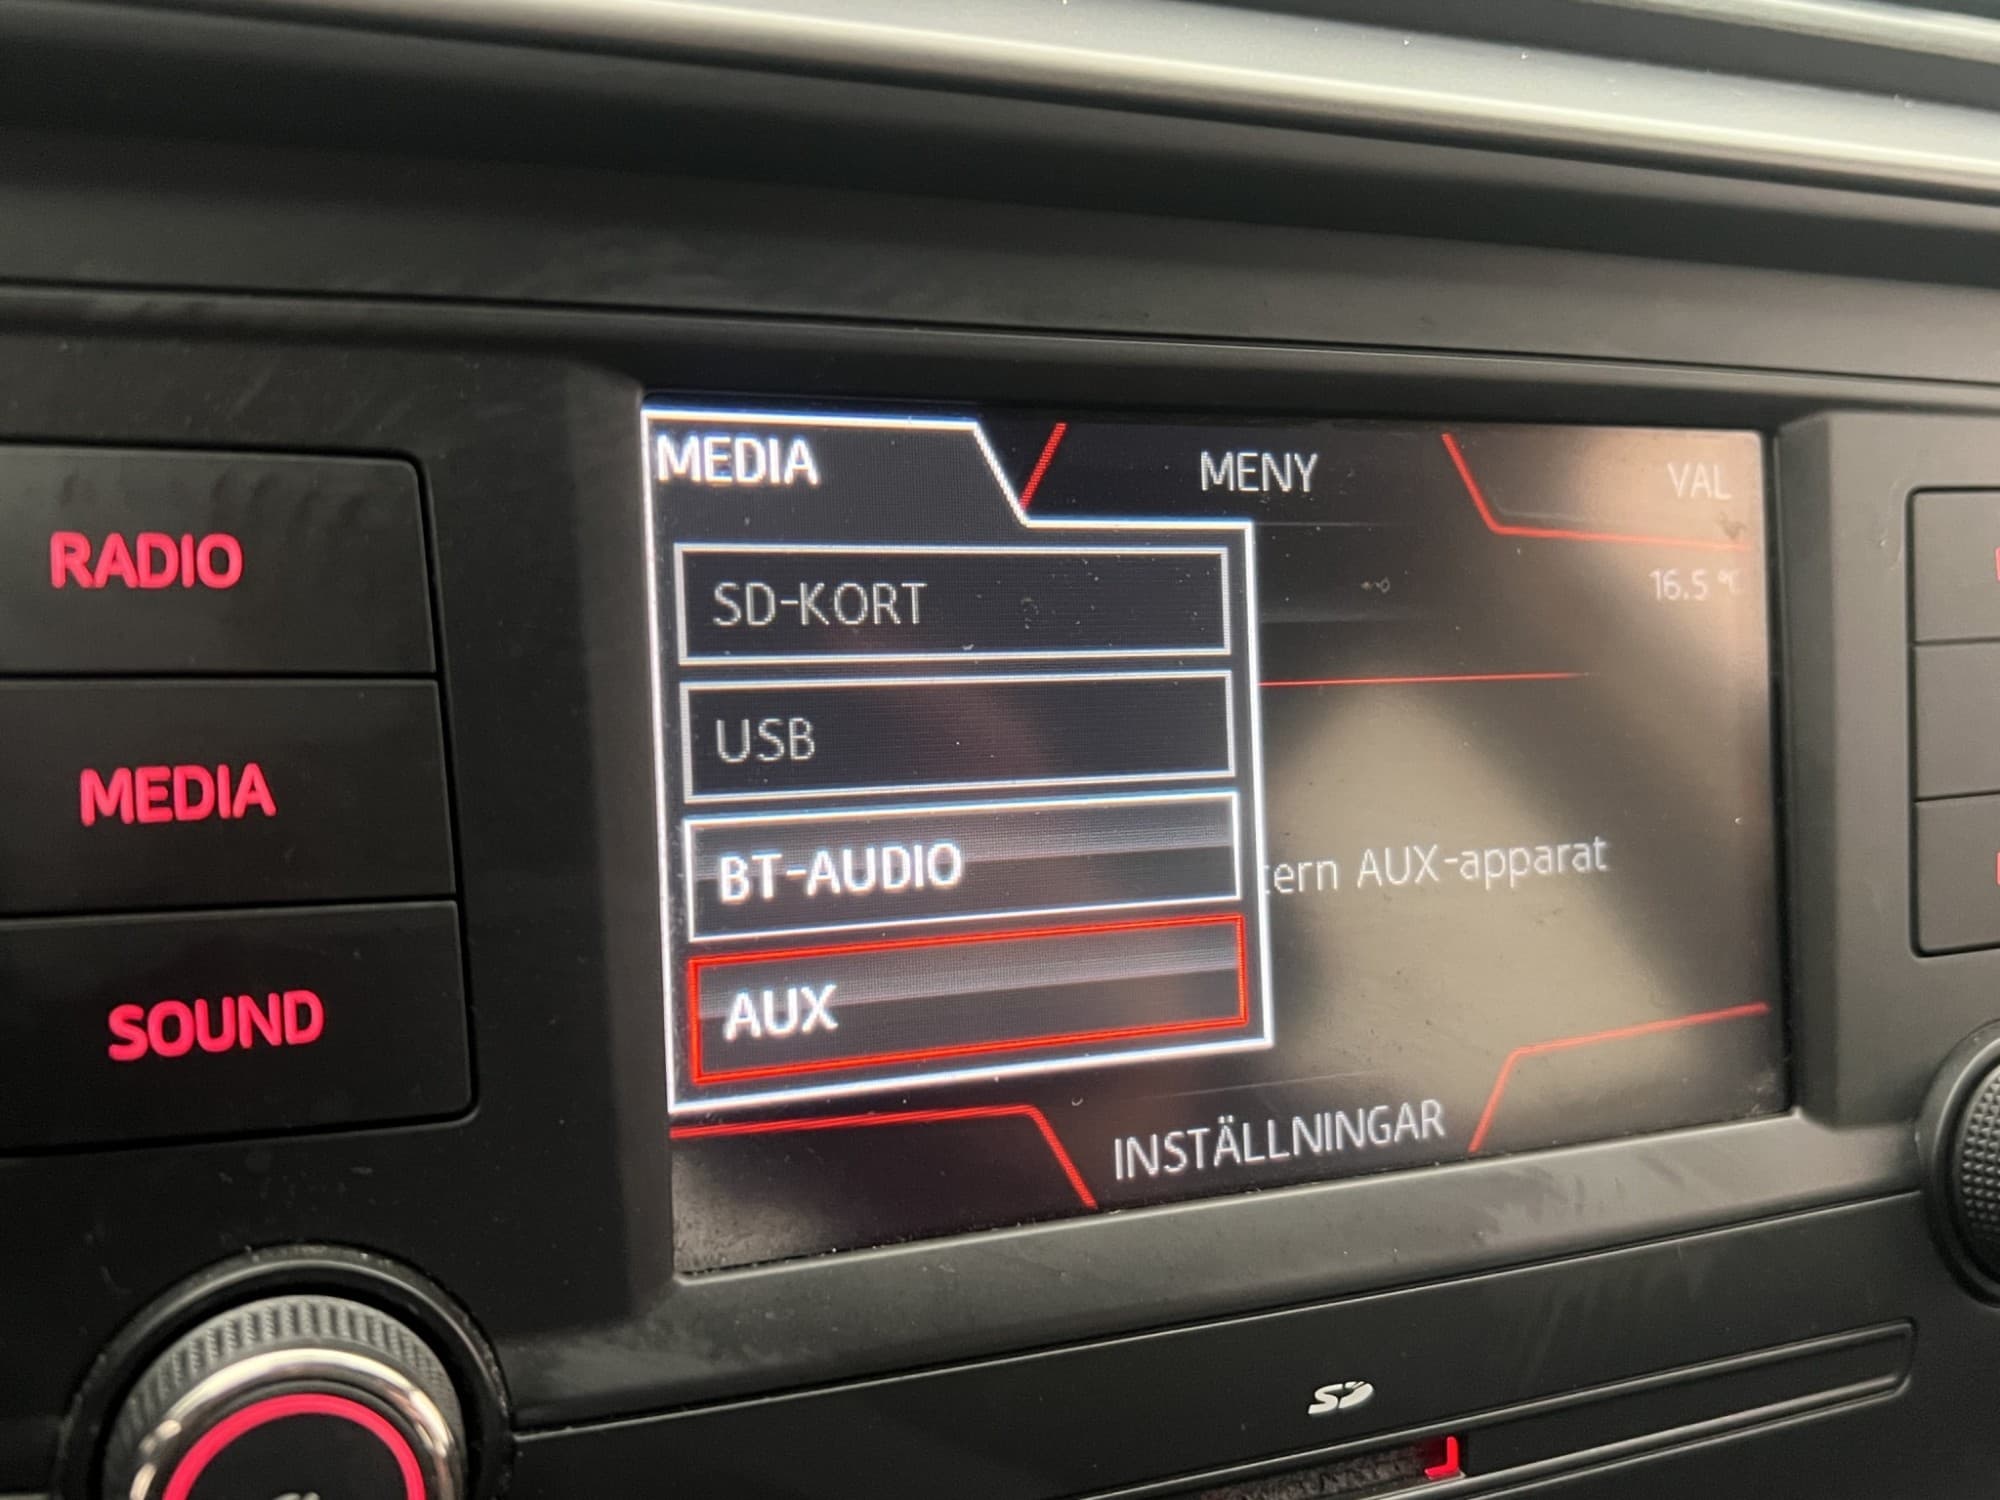 MEDIA
MENY
VAL
16.5 °C
SD-KORT
USB
BT-AUDIO
AUX
tern AUX-apparat
INSTÄLLNINGAR
RADIO
MEDIA
SOUND
SD